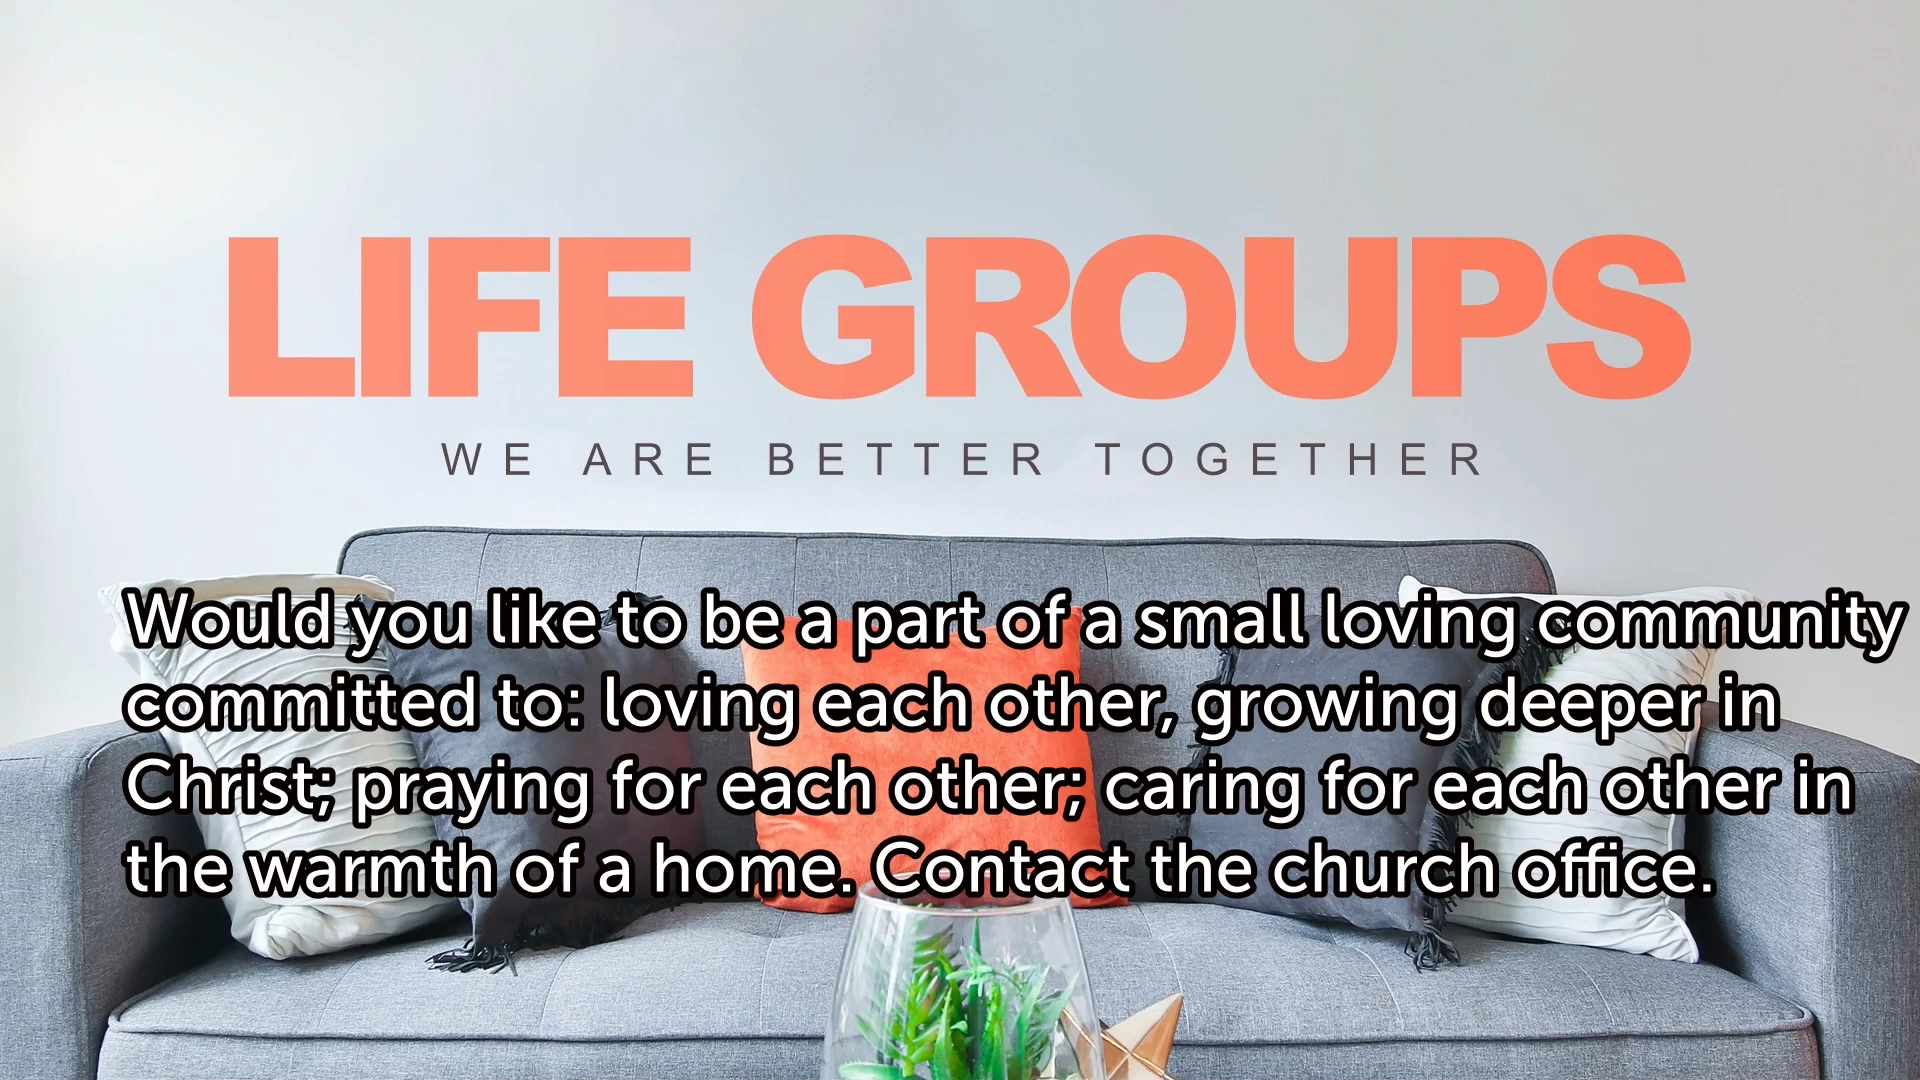 LIFE GROUPS
WE ARE BETTER TOGETHER
Would you like to be a part of a small loving community
committed to: loving each other, growing deeper in
Christ; praying for each other; caring for each other in
the warmth of a home. Contact the church office.